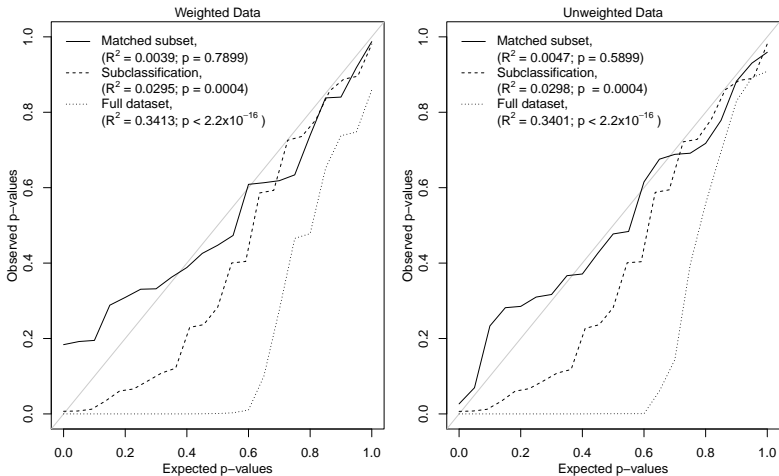 Weighted Data
Observed p−values
1.0
0.8
0.6
0.4
0.2
0.0
Matched subset,
(R² = 0.0039; p = 0.7899)
Subclassification,
(R² = 0.0295; p = 0.0004)
Full dataset,
(R² = 0.3413; p < 2.2x10⁻¹⁶ )
0.0 0.2 0.4 0.6 0.8 1.0
Expected p−values
Unweighted Data
Observed p−values
1.0
0.8
0.6
0.4
0.2
0.0
Matched subset,
(R² = 0.0047; p = 0.5899)
Subclassification,
(R² = 0.0298; p = 0.0004)
Full dataset,
(R² = 0.3401; p < 2.2x10⁻¹⁶ )
0.0 0.2 0.4 0.6 0.8 1.0
Expected p−values